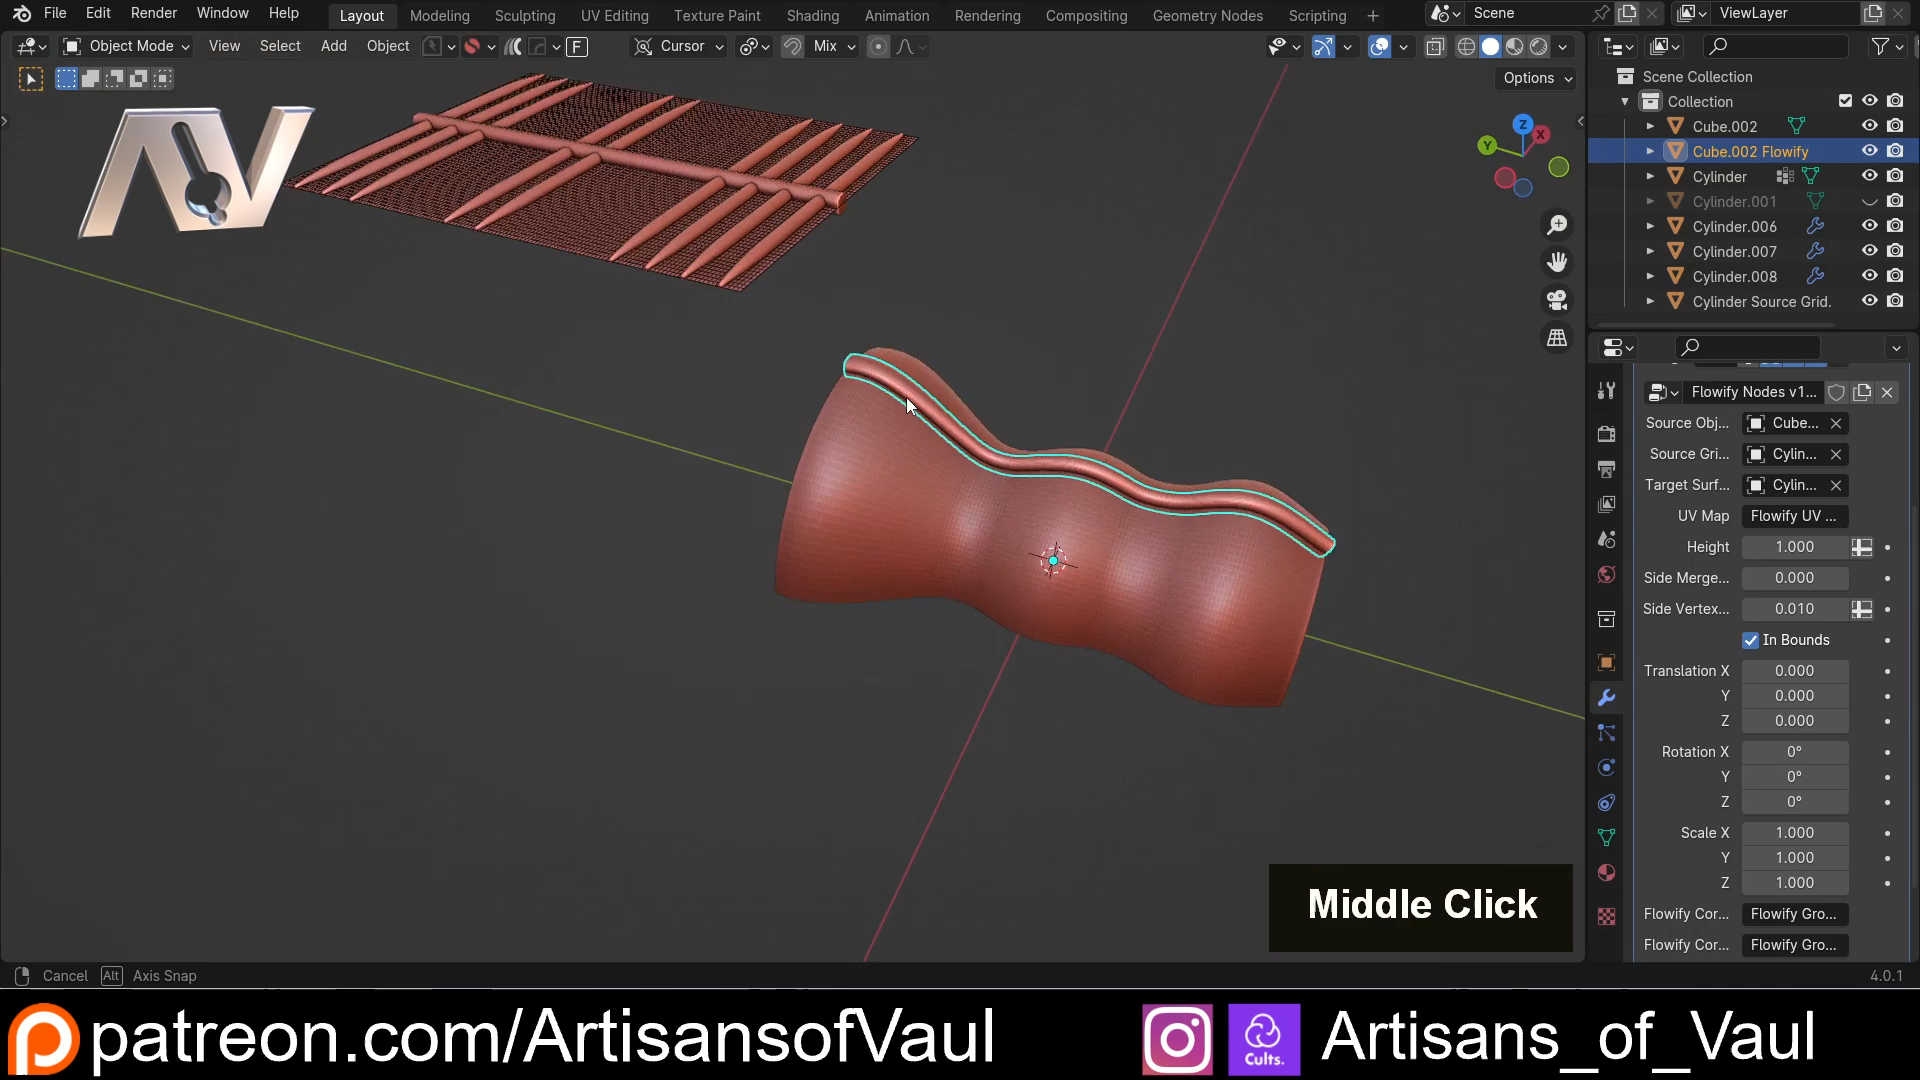 File Edit Render Window Help Layout Modeling Sculpting UV Editing Texture Paint Shading Animation Rendering Compositing Geometry Nodes Scripting Scene ViewLayer
Object Mode View Select Add Object F Cursor Mix
Options
Scene Collection
Collection
Cube.002
Cube.002 Flowify
Cylinder
Cylinder.001
Cylinder.006
Cylinder.007
Cylinder.008
Cylinder Source Grid.
Z
X
Y
AV
Flowify Nodes v1...
Source Obj... Cube...
Source Gri... Cylin...
Target Surf... Cylin...
UV Map Flowify UV ...
Height 1.000
Side Merge... 0.000
Side Vertex... 0.010
In Bounds
Translation X 0.000
Y 0.000
Z 0.000
Rotation X 0°
Y 0°
Z 0°
Scale X 1.000
Y 1.000
Z 1.000
Flowify Cor... Flowify Gro...
Flowify Cor... Flowify Gro...
Middle Click
Cancel Alt Axis Snap 4.0.1
patreon.com/ArtisansofVaul Cults. Artisans_of_Vaul